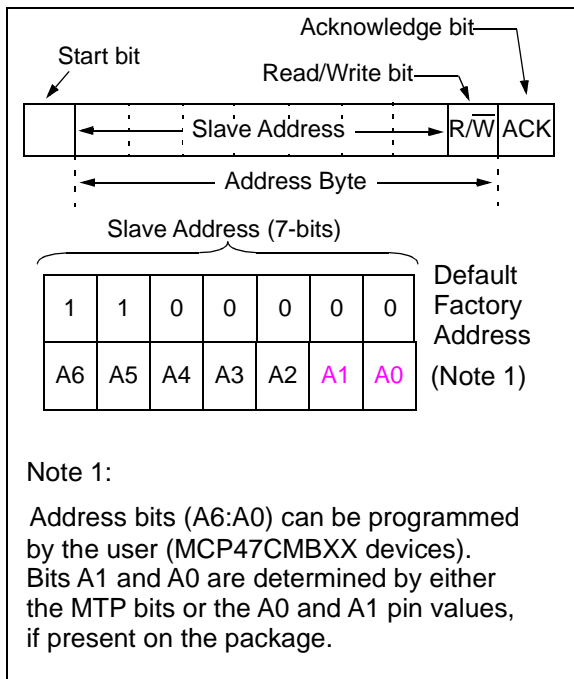 Acknowledge bit
Start bit
Read/Write bit
Slave Address
R/W̅
ACK
Address Byte
Slave Address (7-bits)
1 1 0 0 0 0 0
Default
Factory
Address
A6 A5 A4 A3 A2 A1 A0
(Note 1)
Note 1:
Address bits (A6:A0) can be programmed
by the user (MCP47CMBXX devices).
Bits A1 and A0 are determined by either
the MTP bits or the A0 and A1 pin values,
if present on the package.